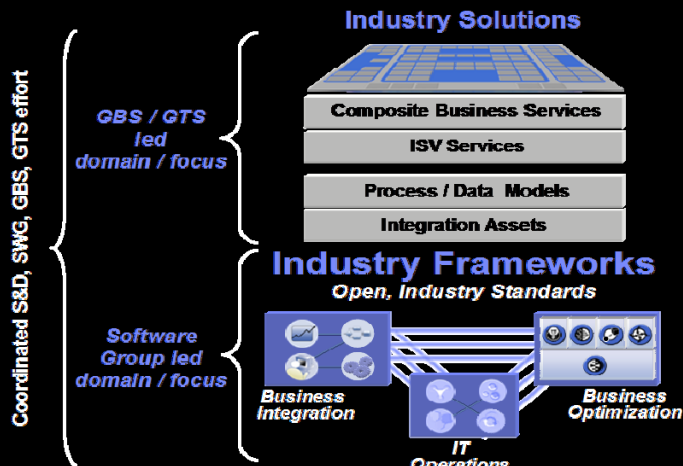 Industry Solutions
Coordinated S&D, SWG, GBS, GTS effort
GBS / GTS
led
domain / focus
Composite Business Services
ISV Services
Process / Data Models
Integration Assets
Industry Frameworks
Open, Industry Standards
Software
Group led
domain / focus
Business
Integration
IT
Operations
Business
Optimization